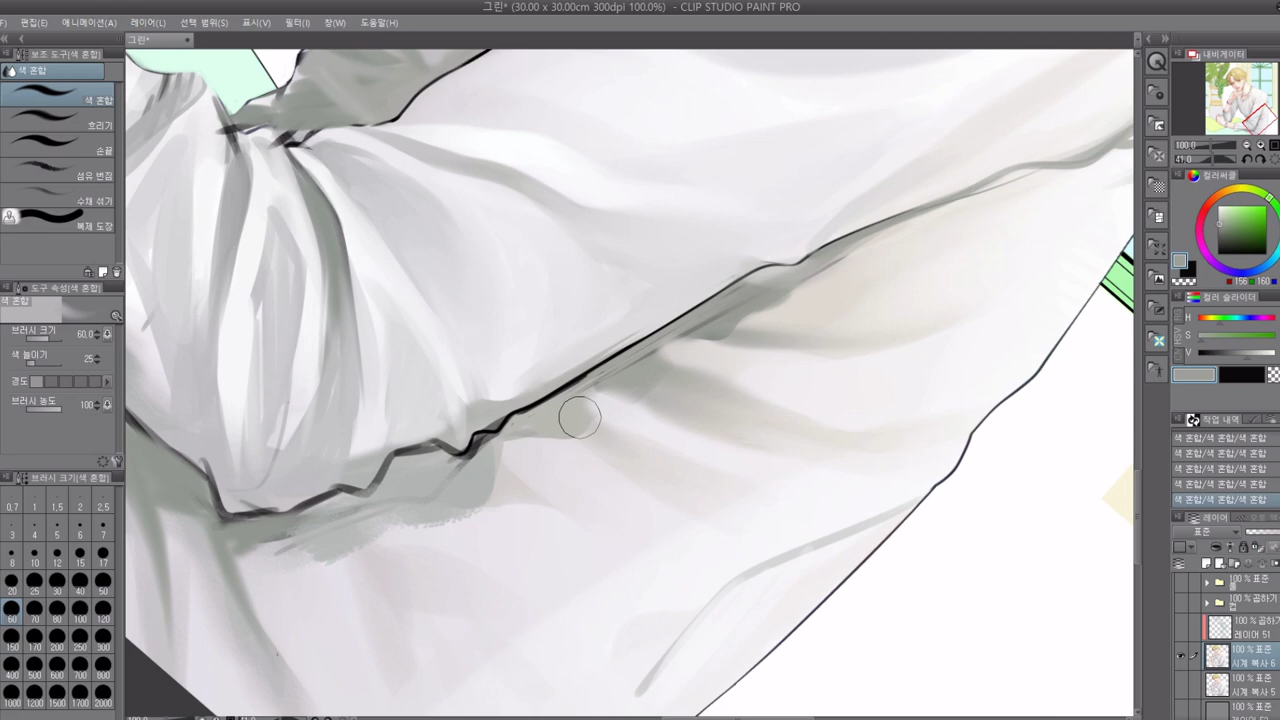 그린* (30.00 x 30.00cm 300dpi 100.0%) - CLIP STUDIO PAINT PRO
F) 편집(E) 애니메이션(A) 레이어(L) 선택 범위(S) 표시(V) 필터(I) 창(W) 도움말(H)
그린*
보조 도구[색 혼합]
색 혼합
색 혼합
흐리기
손끝
섬유 번짐
수채 섞기
복제 도장
도구 속성[색 혼합]
색 혼합
브러시 크기 60.0
색 늘이기 25
경도
브러시 농도 100
브러시 크기[색 혼합]
0.7 1 1.5 2 2.5
3 4 5 6 7
8 10 12 15 17
20 25 30 40 50
60 70 80 100 120
150 170 200 250 300
400 500 600 700 800
1000 1200 1500 1700 2000
내비게이터
100.0
41.0
컬러써클
156 160
컬러 슬라이더
H
S
V
작업 내역
색 혼합/색 혼합/색 혼합
색 혼합/색 혼합/색 혼합
색 혼합/색 혼합/색 혼합
색 혼합/색 혼합/색 혼합
색 혼합/색 혼합/색 혼합
레이어
표준
100 % 표준
100 % 곱하기
컵
100 % 곱하기
레이어 51
100 % 표준
시계 복사 6
100 % 표준
시계 복사 5
100 % 표준